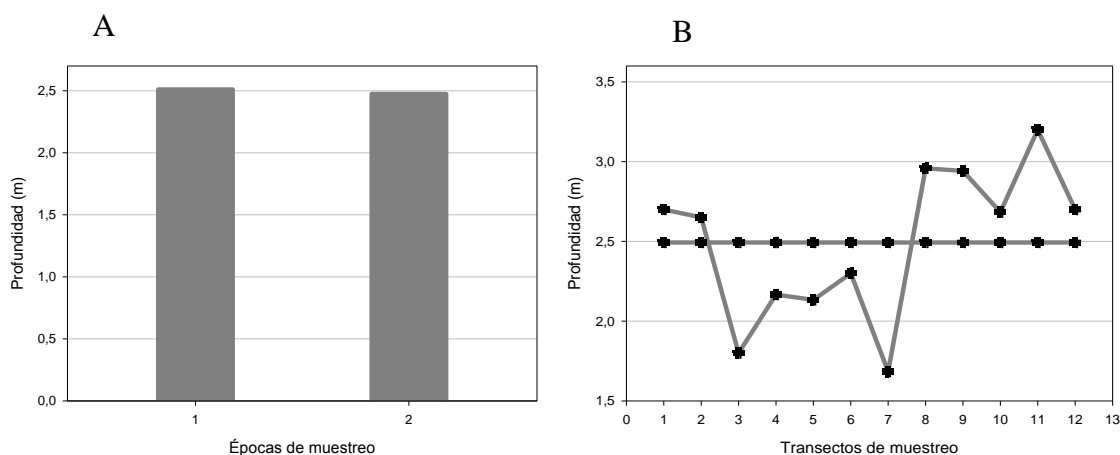 A
B
Profundidad (m)
2,5
2,0
1,5
1,0
0,5
0,0
1 2
Épocas de muestreo
Profundidad (m)
3,5
3,0
2,5
2,0
1,5
0 1 2 3 4 5 6 7 8 9 10 11 12 13
Transectos de muestreo